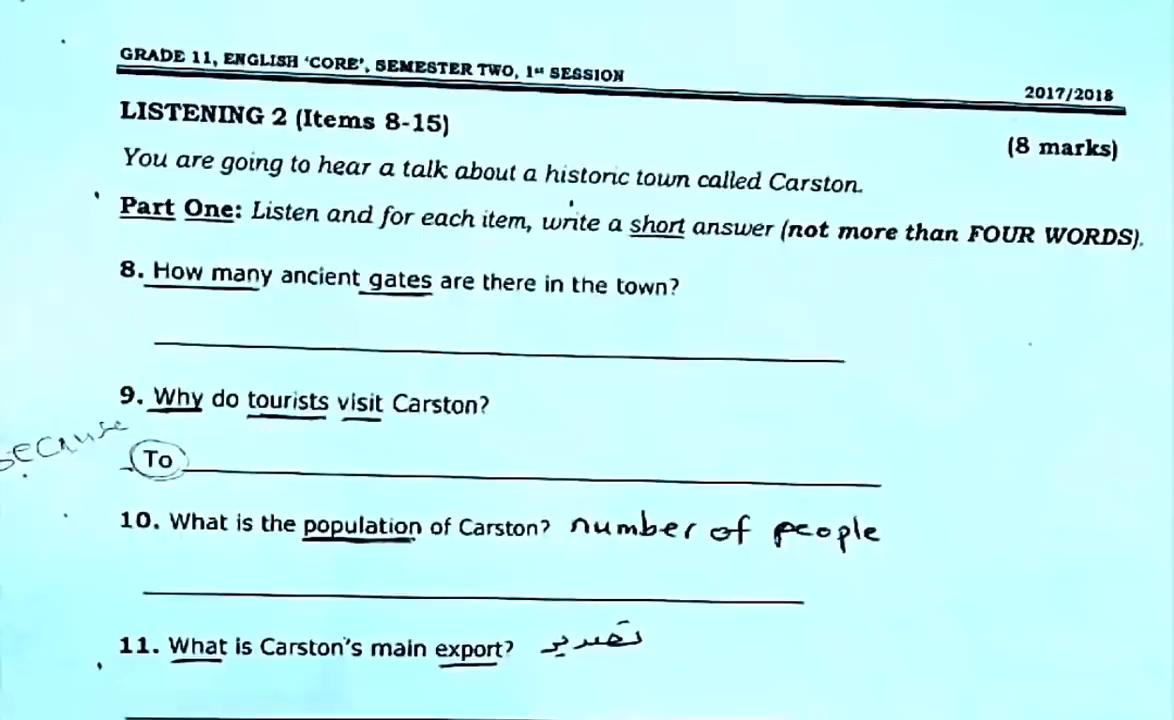 GRADE 11, ENGLISH 'CORE', SEMESTER TWO, 1st SESSION
2017/2018
LISTENING 2 (Items 8-15)
(8 marks)
You are going to hear a talk about a historic town called Carston.
Part One: Listen and for each item, write a short answer (not more than FOUR WORDS).
8. How many ancient gates are there in the town?
9. Why do tourists visit Carston?
because
To
10. What is the population of Carston? number of people
11. What is Carston's main export? تصدير